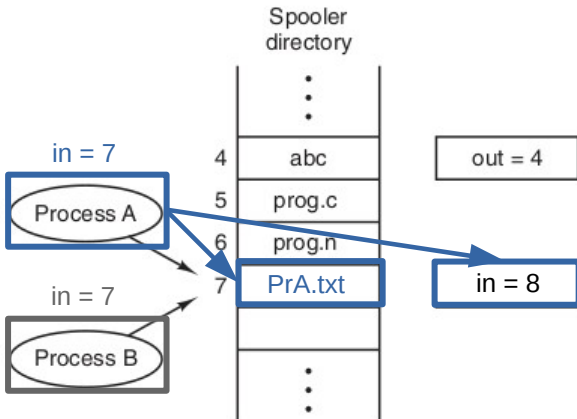 Spooler
directory
in = 7
4 abc out = 4
Process A
5 prog.c
6 prog.n
7 PrA.txt in = 8
in = 7
Process B